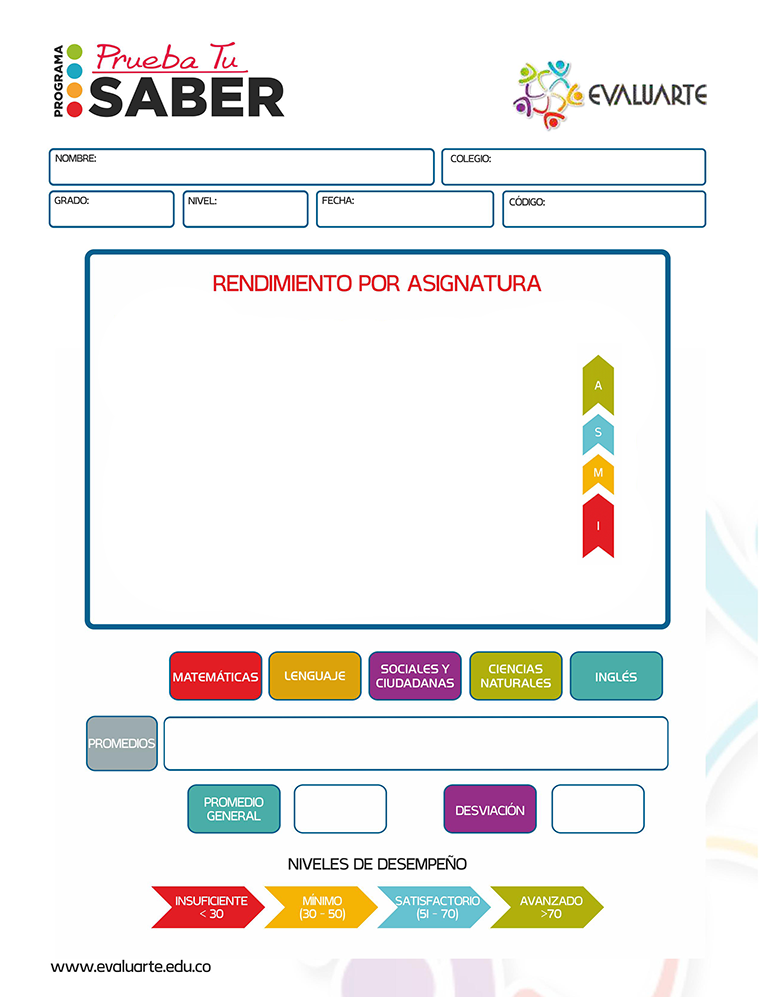 PROGRAMA
Prueba Tu
SABER
EVALUARTE
NOMBRE:
COLEGIO:
GRADO:
NIVEL:
FECHA:
CÓDIGO:
RENDIMIENTO POR ASIGNATURA
A
S
M
I
MATEMÁTICAS
LENGUAJE
SOCIALES Y
CIUDADANAS
CIENCIAS
NATURALES
INGLÉS
PROMEDIOS
PROMEDIO
GENERAL
DESVIACIÓN
NIVELES DE DESEMPEÑO
INSUFICIENTE
< 30
MÍNIMO
(30 - 50)
SATISFACTORIO
(51 - 70)
AVANZADO
>70
www.evaluarte.edu.co